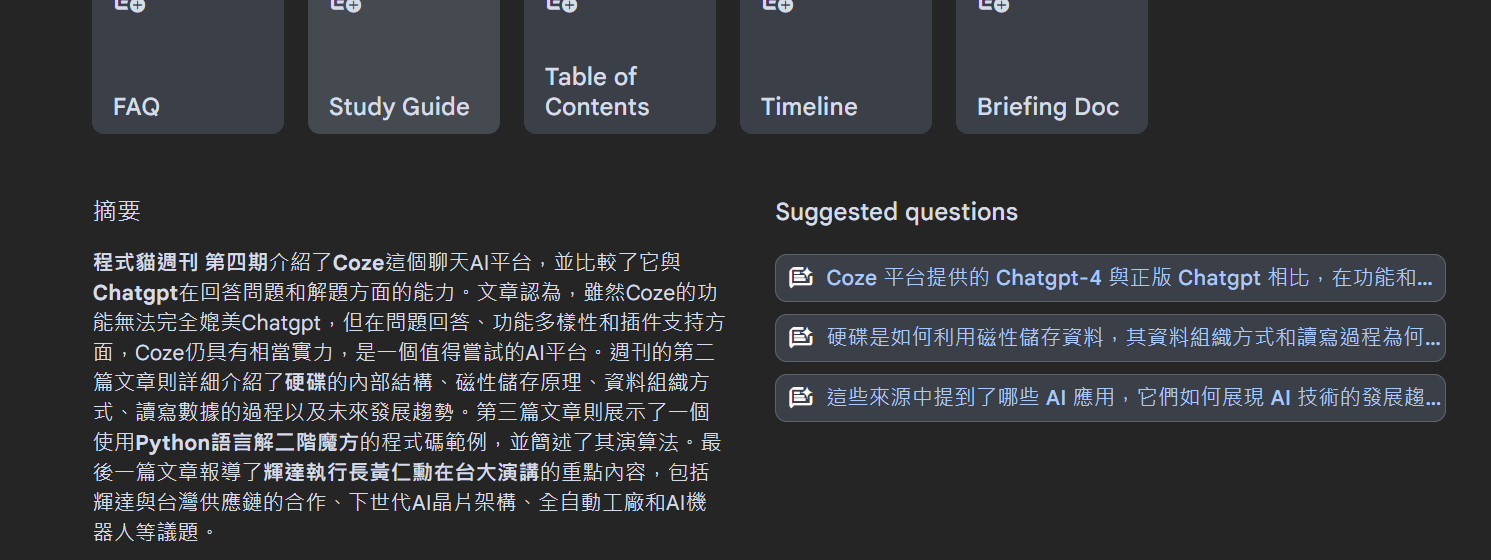 FAQ
Study Guide
Table of
Contents
Timeline
Briefing Doc
摘要
程式貓週刊 第四期介紹了Coze這個聊天AI平台，並比較了它與
Chatgpt在回答問題和解題方面的能力。文章認為，雖然Coze的功
能無法完全媲美Chatgpt，但在問題回答、功能多樣性和插件支持方
面，Coze仍具有相當實力，是一個值得嘗試的AI平台。週刊的第二
篇文章則詳細介紹了硬碟的內部結構、磁性儲存原理、資料組織方
式、讀寫數據的過程以及未來發展趨勢。第三篇文章則展示了一個
使用Python語言解二階魔方的程式碼範例，並簡述了其演算法。最
後一篇文章報導了輝達執行長黃仁勳在台大演講的重點內容，包括
輝達與台灣供應鏈的合作、下世代AI晶片架構、全自動工廠和AI機
器人等議題。
Suggested questions
Coze 平台提供的 Chatgpt-4 與正版 Chatgpt 相比，在功能和...
硬碟是如何利用磁性儲存資料，其資料組織方式和讀寫過程為何...
這些來源中提到了哪些 AI 應用，它們如何展現 AI 技術的發展趨...